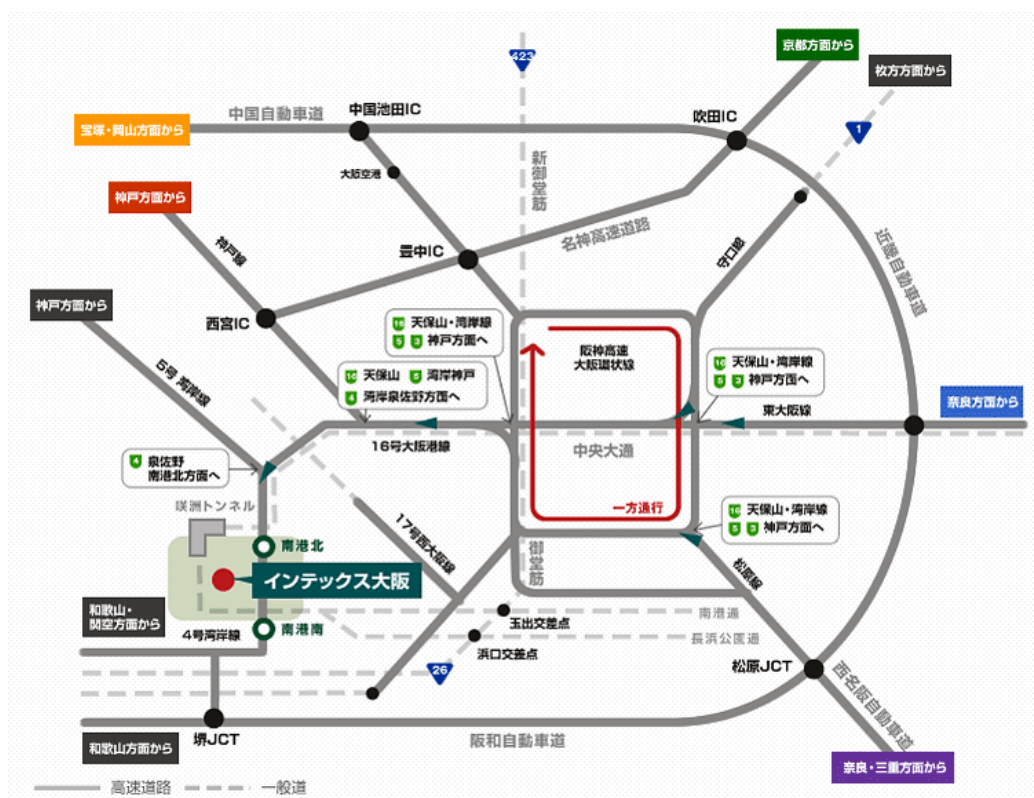 京都方面から
423
枚方方面から
中国自動車道
中国池田IC
吹田IC
宝塚・岡山方面から
1
新御堂筋
大阪空港
神戸方面から
名神高速道路
守口線
近畿自動車道
神戸線
豊中IC
神戸方面から
西宮IC
16 天保山・湾岸線
5 3 神戸方面へ
阪神高速
大阪環状線
16 天保山・湾岸線
5 3 神戸方面へ
5号 湾岸線
16 天保山 5 湾岸神戸
4 湾岸泉佐野方面へ
奈良方面から
東大阪線
16号大阪港線
中央大通
4 泉佐野
南港北方面へ
咲洲トンネル
一方通行
16 天保山・湾岸線
5 3 神戸方面へ
17号西大阪線
南港北
御堂筋
松原線
インテックス大阪
和歌山・
関空方面から
南港通
玉出交差点
4号湾岸線
南港南
長浜公園通
浜口交差点
26
松原JCT
西名阪自動車道
堺JCT
和歌山方面から
阪和自動車道
奈良・三重方面から
高速道路
一般道